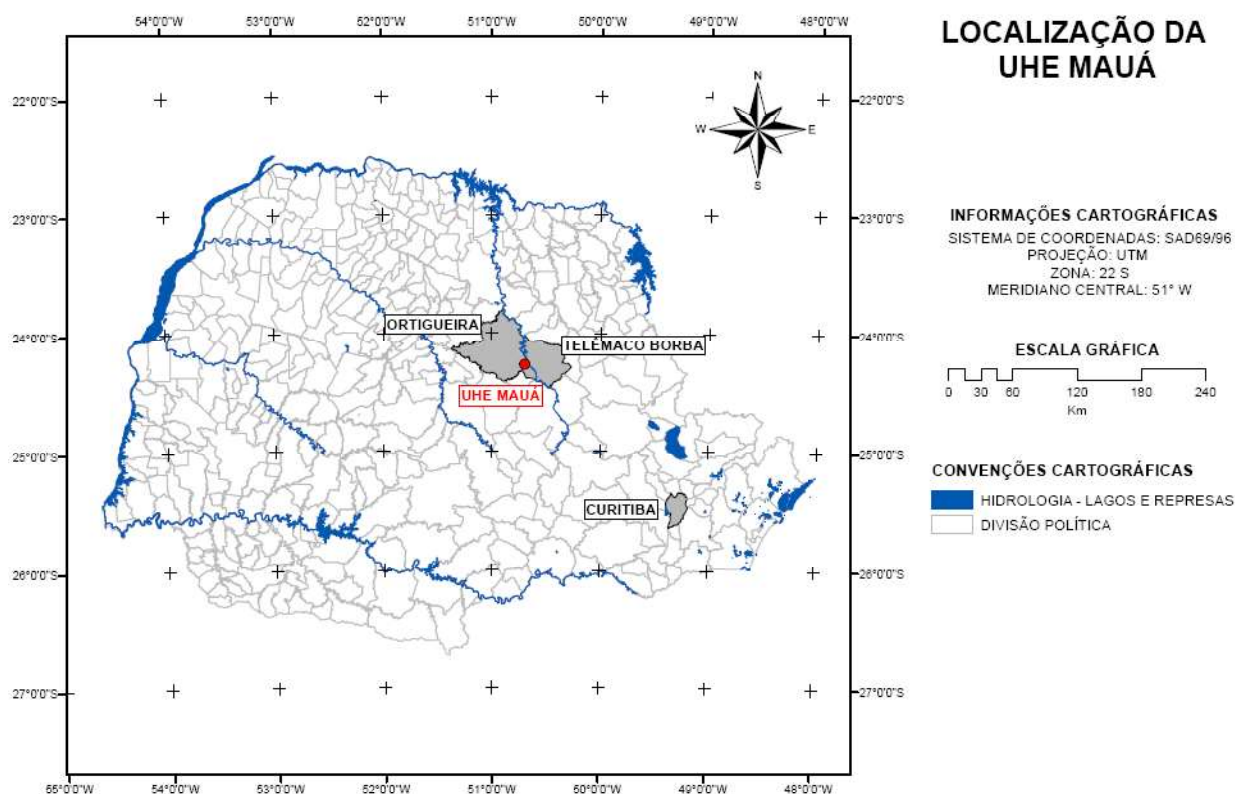 54°0'0"W 53°0'0"W 52°0'0"W 51°0'0"W 50°0'0"W 49°0'0"W 48°0'0"W
LOCALIZAÇÃO DA
UHE MAUÁ
N
W E
S
22°0'0"S 22°0'0"S
23°0'0"S 23°0'0"S
24°0'0"S 24°0'0"S
25°0'0"S 25°0'0"S
26°0'0"S 26°0'0"S
27°0'0"S 27°0'0"S
ORTIGUEIRA
TELÊMACO BORBA
UHE MAUÁ
CURITIBA
55°0'0"W 54°0'0"W 53°0'0"W 52°0'0"W 51°0'0"W 50°0'0"W 49°0'0"W 48°0'0"W
INFORMAÇÕES CARTOGRÁFICAS
SISTEMA DE COORDENADAS: SAD69/96
PROJEÇÃO: UTM
ZONA: 22 S
MERIDIANO CENTRAL: 51° W
ESCALA GRÁFICA
0 30 60 120 180 240
Km
CONVENÇÕES CARTOGRÁFICAS
HIDROLOGIA - LAGOS E REPRESAS
DIVISÃO POLÍTICA